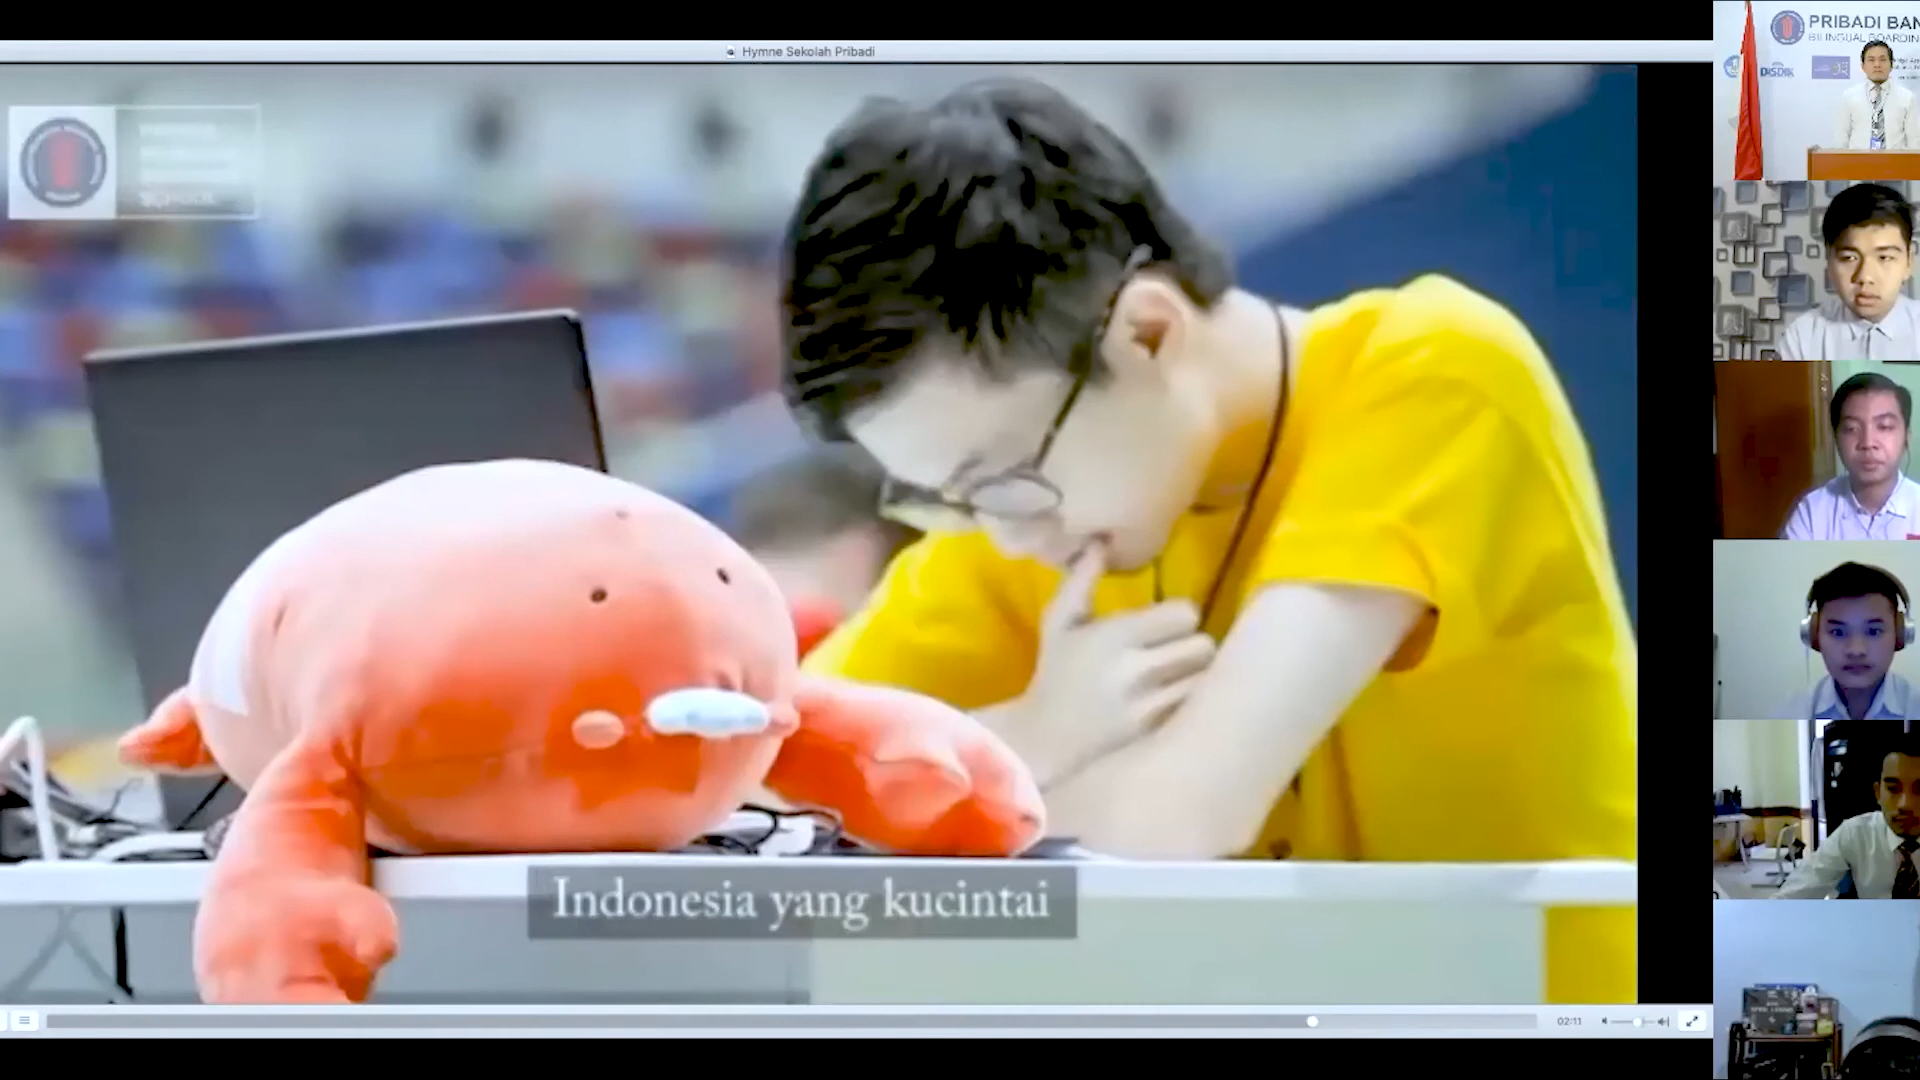 Hymne Sekolah Pribadi
PRIBADI BAN
BILINGUAL BOARDIN
DISDIK
Indonesia yang kucintai
02:11